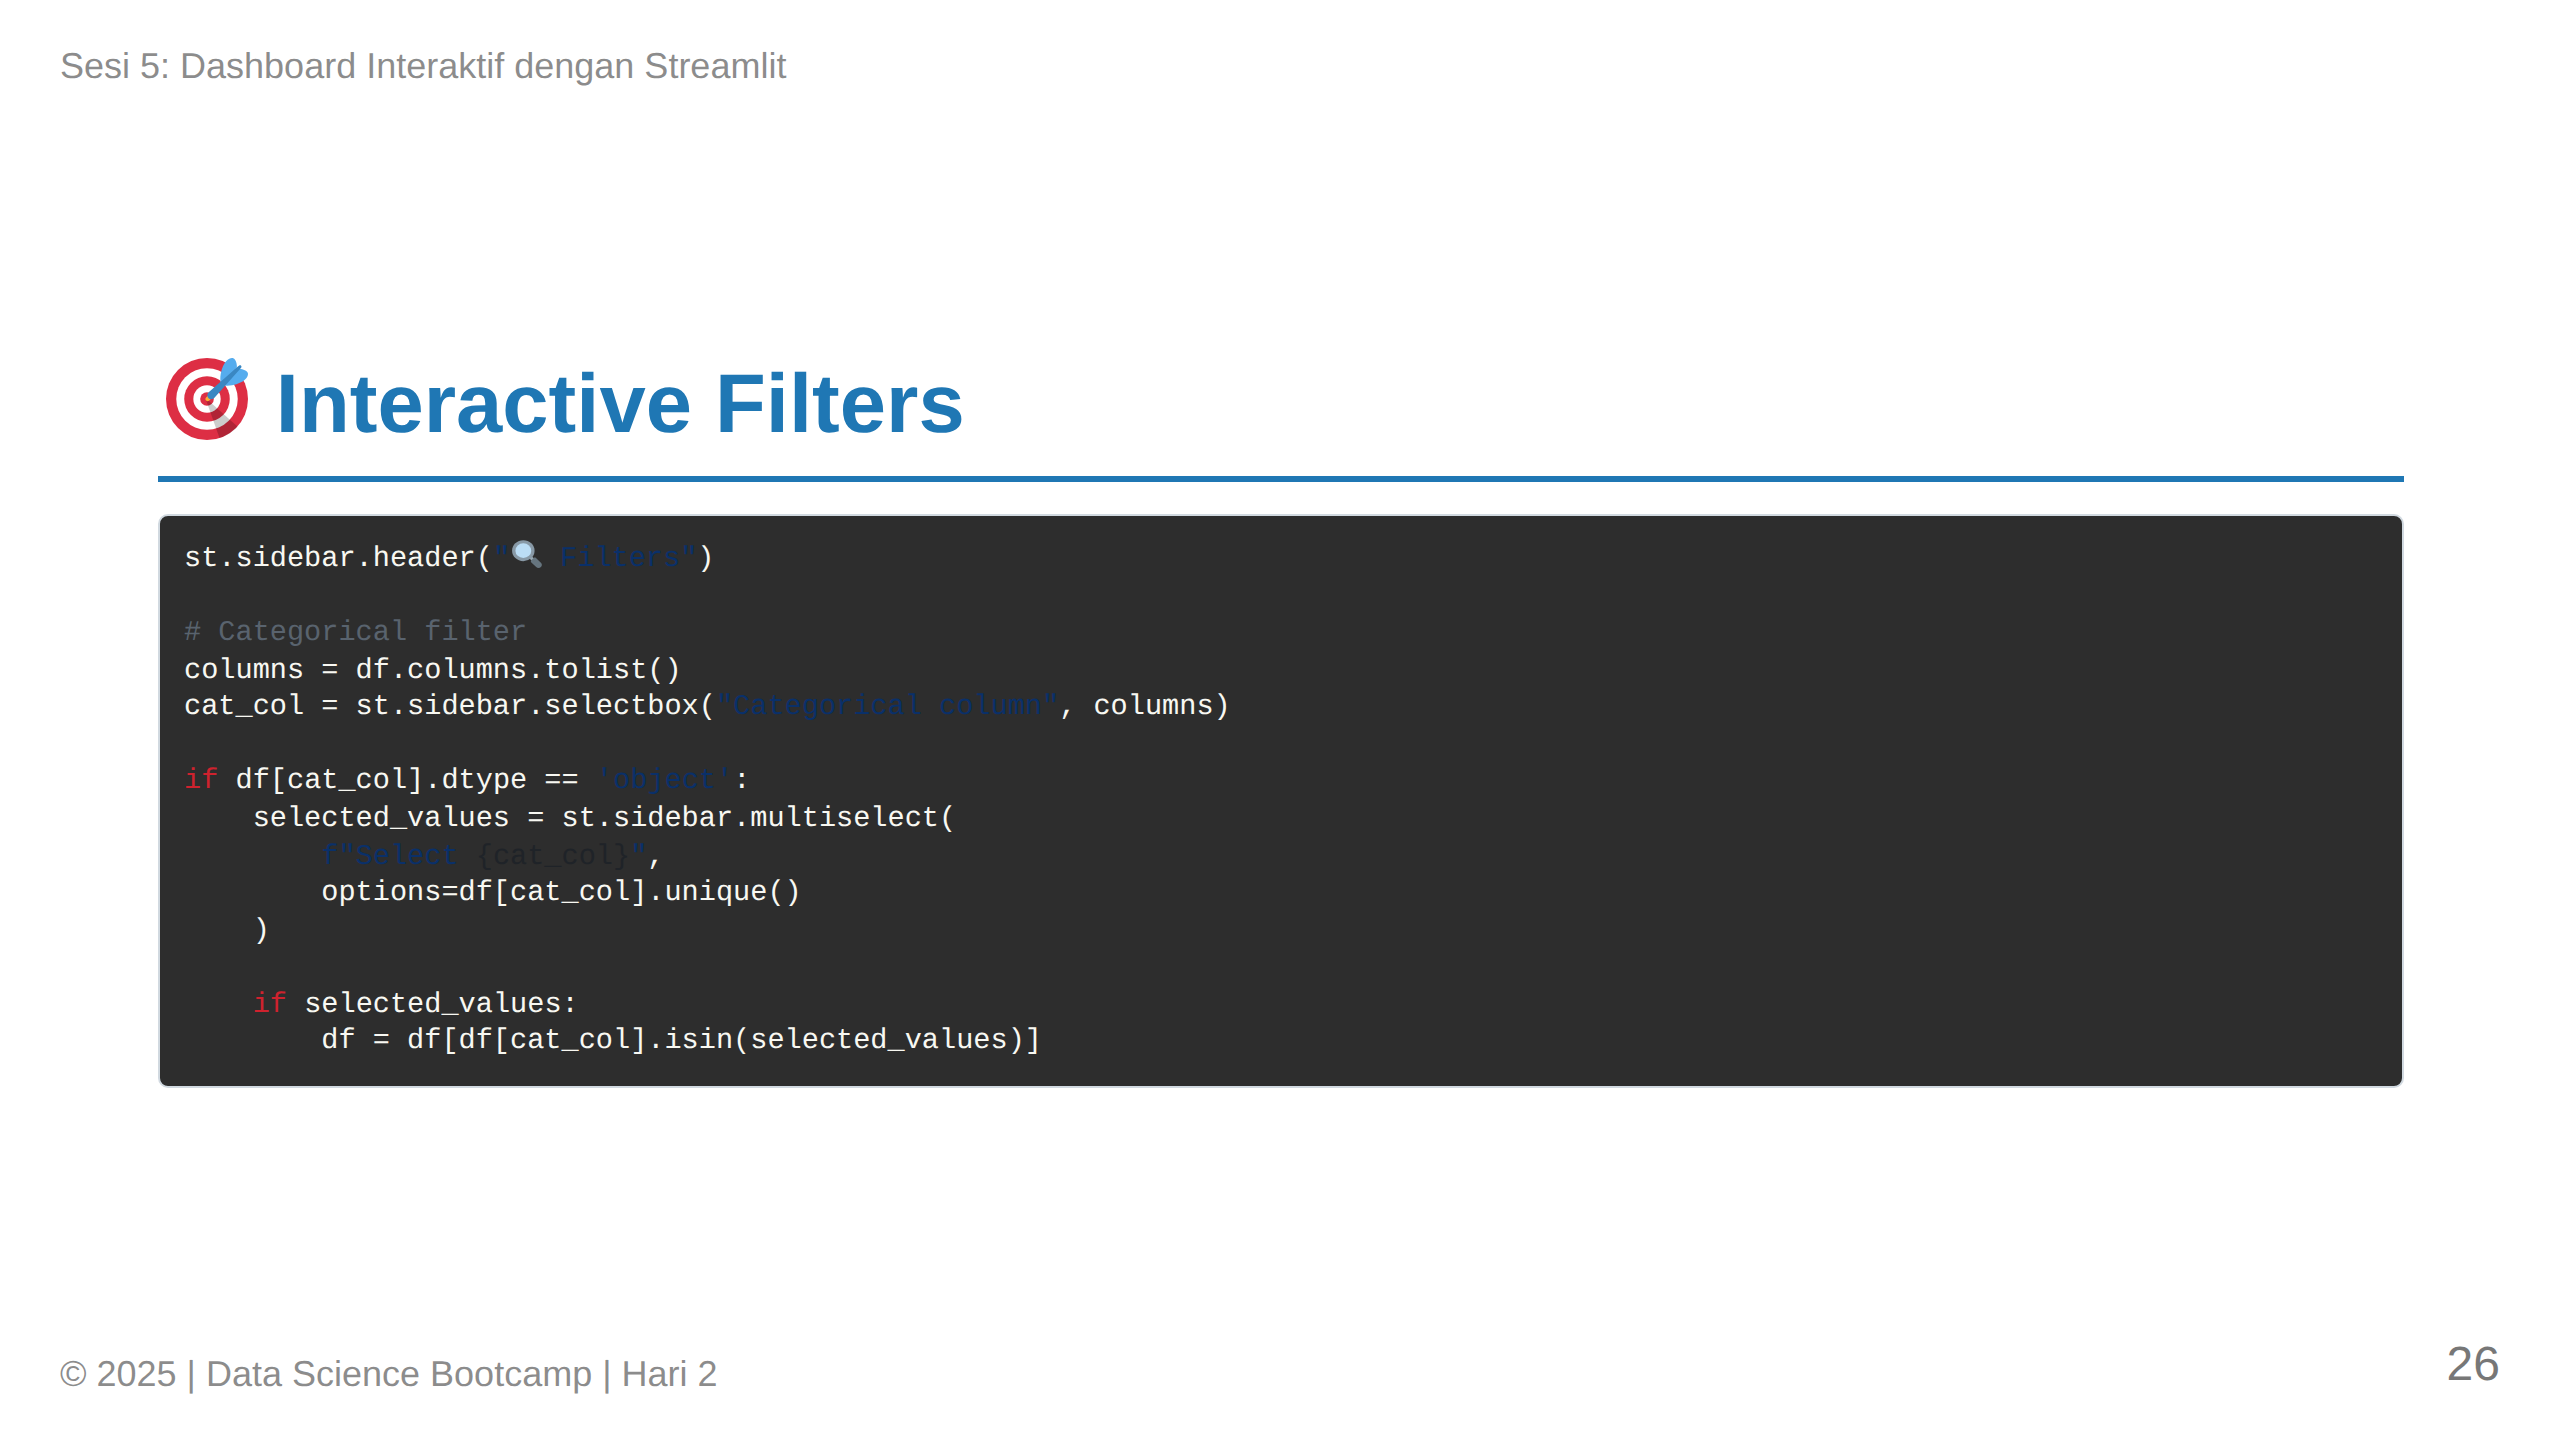 Sesi 5: Dashboard Interaktif dengan Streamlit
🎯 Interactive Filters
st.sidebar.header("🔍 Filters")
# Categorical filter
columns = df.columns.tolist()
cat_col = st.sidebar.selectbox("Categorical column", columns)
if df[cat_col].dtype == 'object':
    selected_values = st.sidebar.multiselect(
        f"Select {cat_col}",
        options=df[cat_col].unique()
    )
    if selected_values:
        df = df[df[cat_col].isin(selected_values)]
© 2025 | Data Science Bootcamp | Hari 2
26